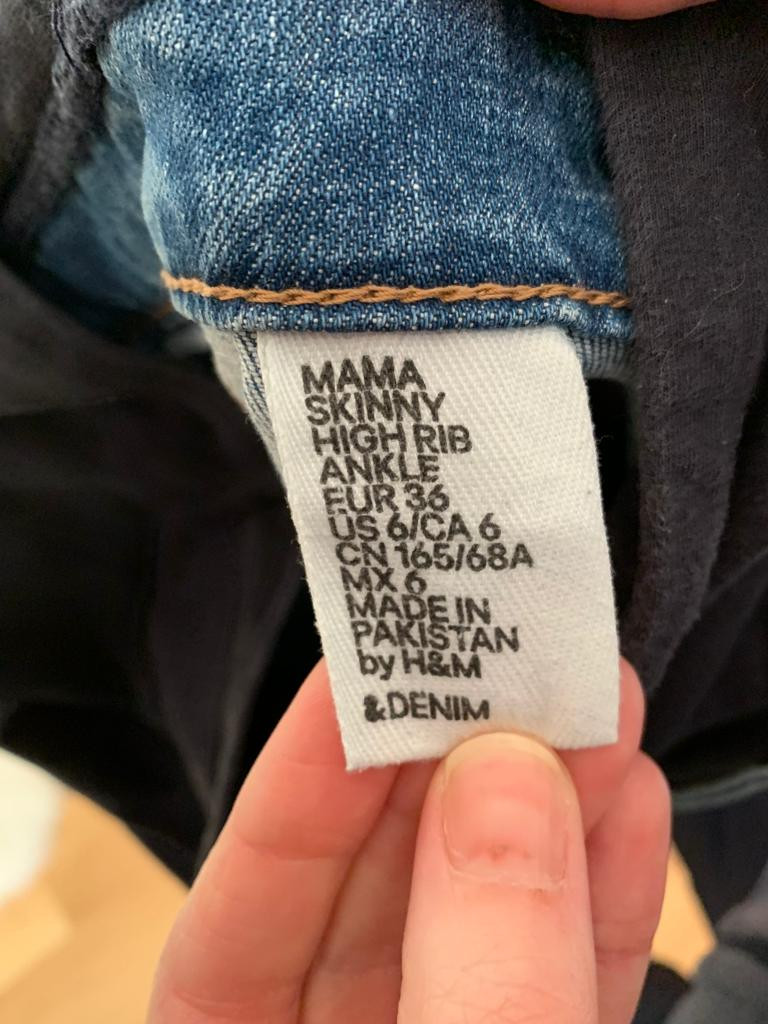 MAMA
SKINNY
HIGH RIB
ANKLE
EUR 36
US 6/CA 6
CN 165/68A
MX 6
MADE IN
PAKISTAN
by H&M
&DENIM